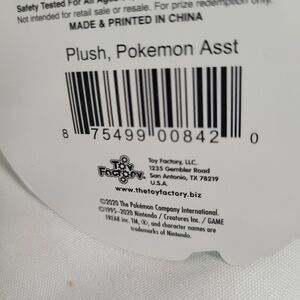 Safety Tested For All Ages
Not intended for retail sale or resale. For prize redemption only.
MADE & PRINTED IN CHINA
Plush, Pokemon Asst
8 75499 00842 0
Toy Factory
Toy Factory, LLC.
1235 Gembler Road
San Antonio, TX 78219
U.S.A.
www.thetoyfactory.biz
©2020 The Pokémon Company International.
©1995-2020 Nintendo / Creatures Inc. / GAME
FREAK inc. TM, ®, and character names are
trademarks of Nintendo.